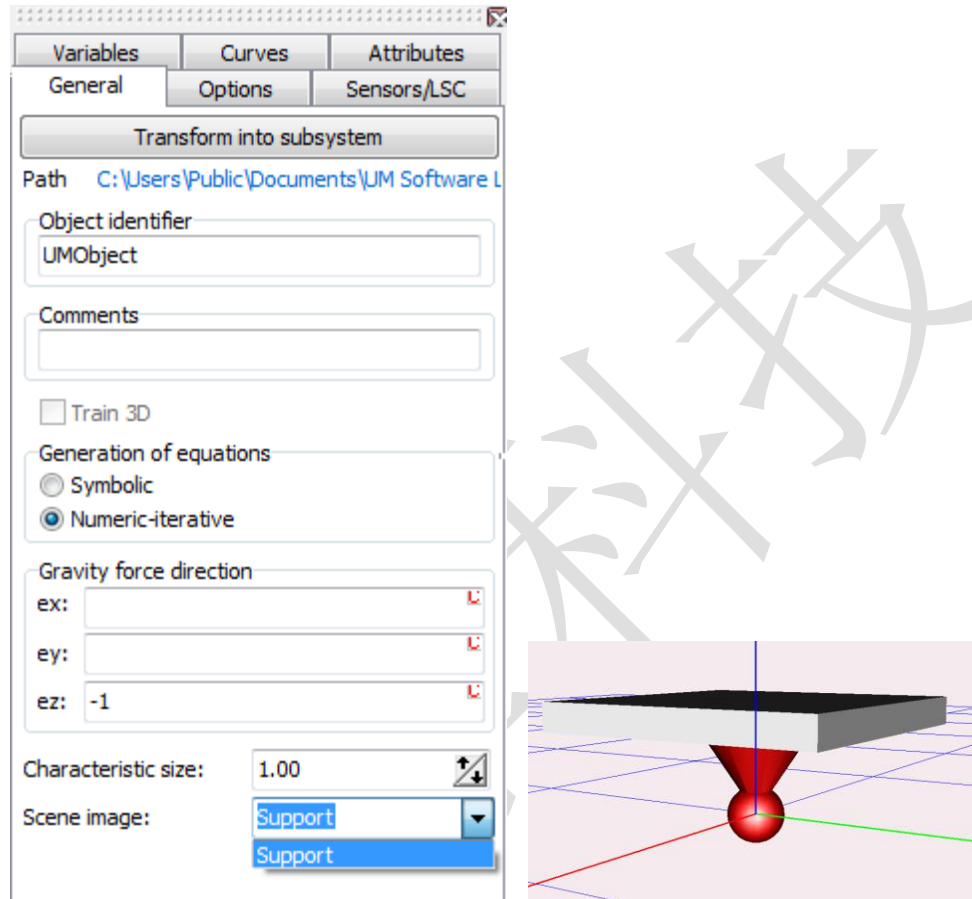 Variables Curves Attributes
General Options Sensors/LSC
Transform into subsystem
Path C:\Users\Public\Documents\UM Software L
Object identifier
UMObject
Comments
Train 3D
Generation of equations
Symbolic
Numeric-iterative
Gravity force direction
ex:
ey:
ez: -1
Characteristic size: 1.00
Scene image: Support
Support
科技